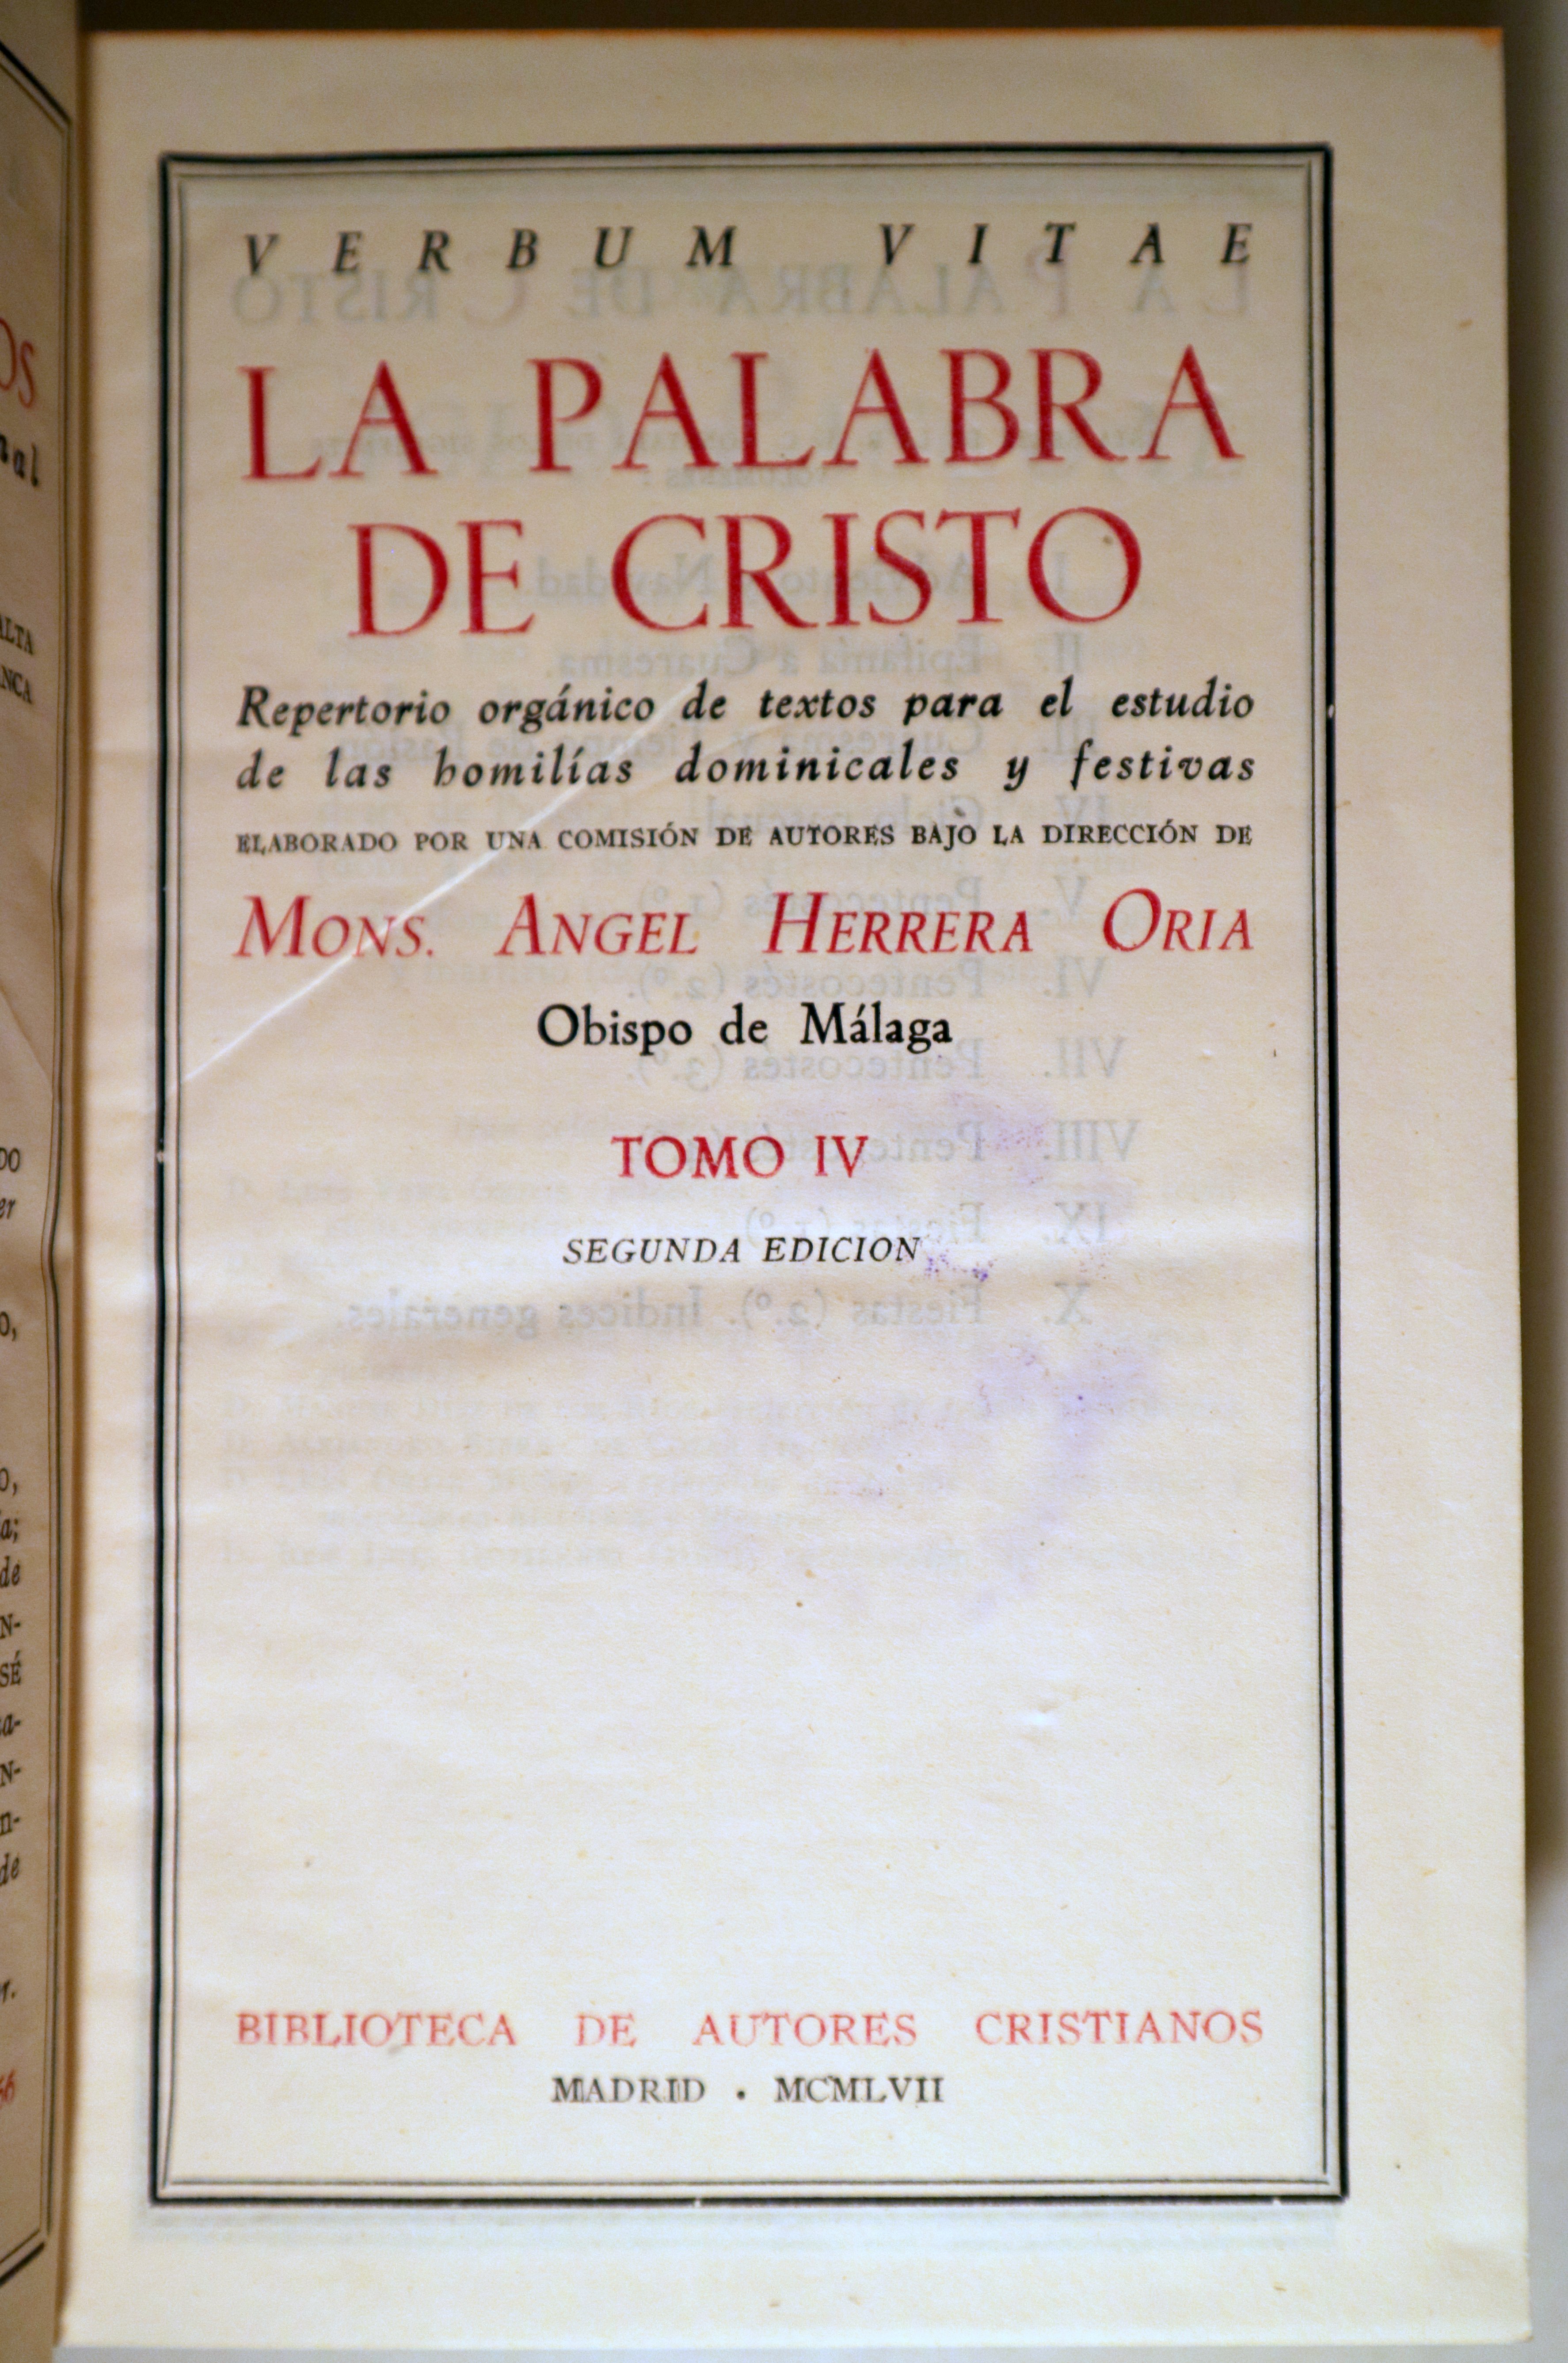 VERBUM VITAE
LA PALABRA
DE CRISTO
Repertorio orgánico de textos para el estudio
de las homilías dominicales y festivas
ELABORADO POR UNA COMISIÓN DE AUTORES BAJO LA DIRECCIÓN DE
MONS. ANGEL HERRERA ORIA
Obispo de Málaga
TOMO IV
SEGUNDA EDICION
BIBLIOTECA DE AUTORES CRISTIANOS
MADRID . MCMLVII